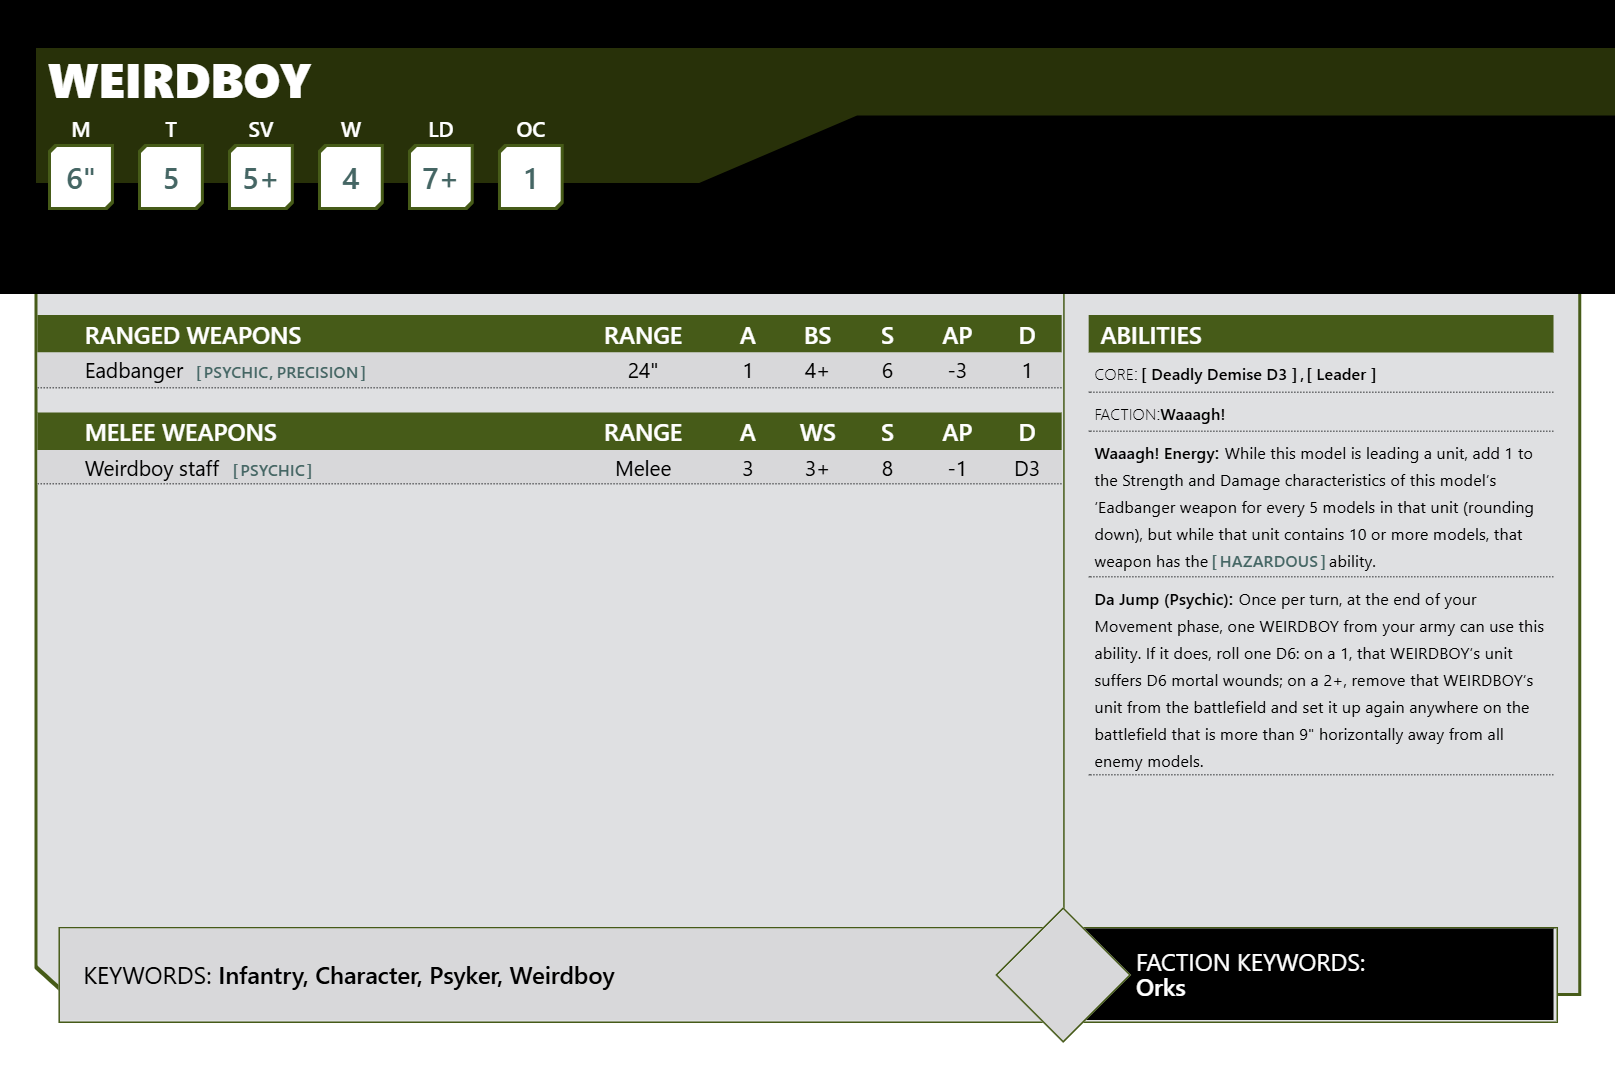 WEIRDBOY
M T SV W LD OC
6" 5 5+ 4 7+ 1
RANGED WEAPONS RANGE A BS S AP D
Eadbanger [PSYCHIC, PRECISION] 24" 1 4+ 6 -3 1
MELEE WEAPONS RANGE A WS S AP D
Weirdboy staff [PSYCHIC] Melee 3 3+ 8 -1 D3
ABILITIES
CORE: [ Deadly Demise D3 ] , [ Leader ]
FACTION:Waaagh!
Waaagh! Energy: While this model is leading a unit, add 1 to
the Strength and Damage characteristics of this model's
'Eadbanger weapon for every 5 models in that unit (rounding
down), but while that unit contains 10 or more models, that
weapon has the [ HAZARDOUS ] ability.
Da Jump (Psychic): Once per turn, at the end of your
Movement phase, one WEIRDBOY from your army can use this
ability. If it does, roll one D6: on a 1, that WEIRDBOY's unit
suffers D6 mortal wounds; on a 2+, remove that WEIRDBOY's
unit from the battlefield and set it up again anywhere on the
battlefield that is more than 9" horizontally away from all
enemy models.
KEYWORDS: Infantry, Character, Psyker, Weirdboy
FACTION KEYWORDS:
Orks